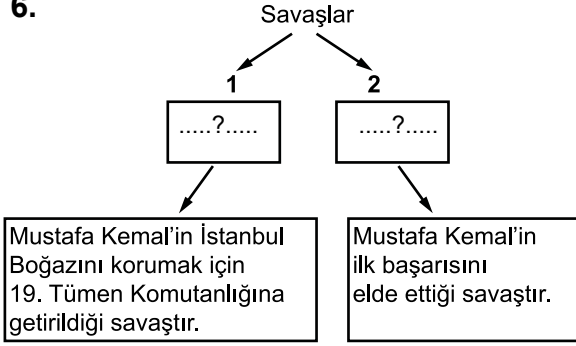 6.
Savaşlar
1
2
.....?.....
.....?.....
Mustafa Kemal'in İstanbul
Boğazını korumak için
19. Tümen Komutanlığına
getirildiği savaştır.
Mustafa Kemal'in
ilk başarısını
elde ettiği savaştır.